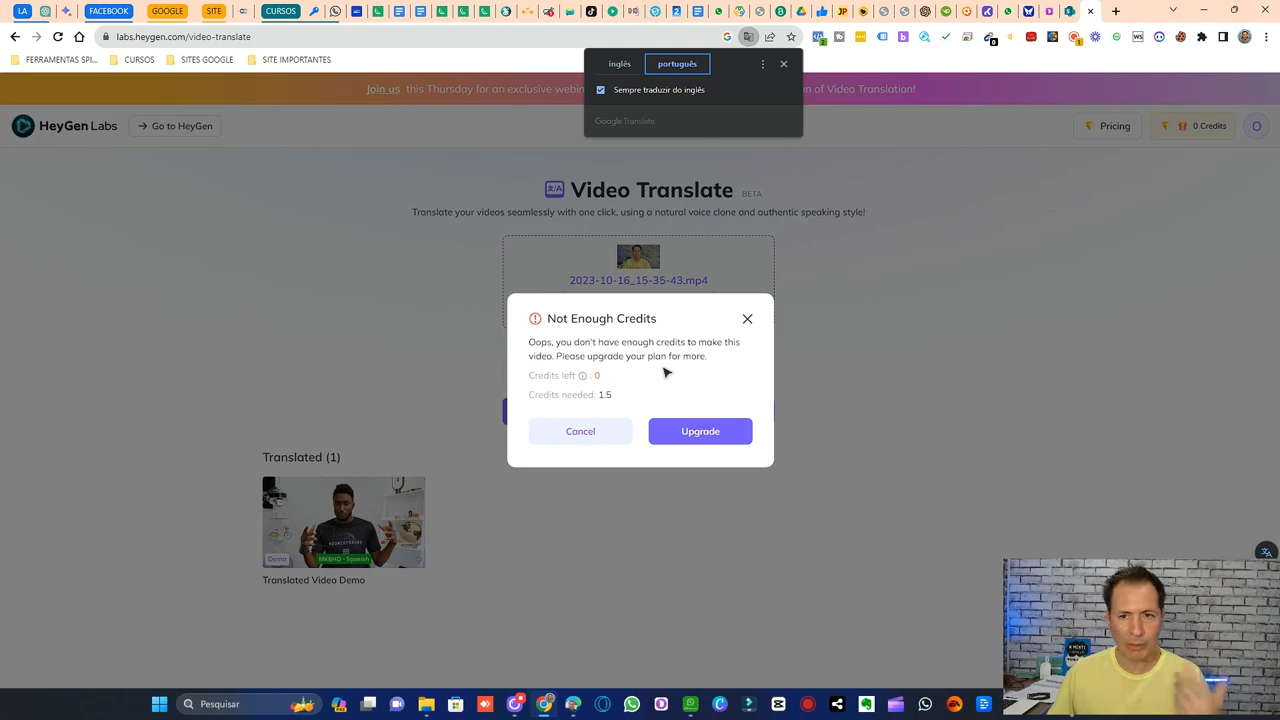 LA
FACEBOOK
GOOGLE
SITE
CURSOS
labs.heygen.com/video-translate
FERRAMENTAS SPI...
CURSOS
SITES GOOGLE
SITE IMPORTANTES
inglês
português
Sempre traduzir do inglês
Google Translate
Join us this Thursday for an exclusive webin
n of Video Translation!
HeyGen Labs
Go to HeyGen
Pricing
0 Credits
O
Video Translate BETA
Translate your videos seamlessly with one click, using a natural voice clone and authentic speaking style!
2023-10-16_15-35-43.mp4
Not Enough Credits
Oops, you don't have enough credits to make this
video. Please upgrade your plan for more.
Credits left : 0
Credits needed: 1.5
Cancel
Upgrade
Translated (1)
Demo
MKBHD - Spanish
Translated Video Demo
Pesquisar